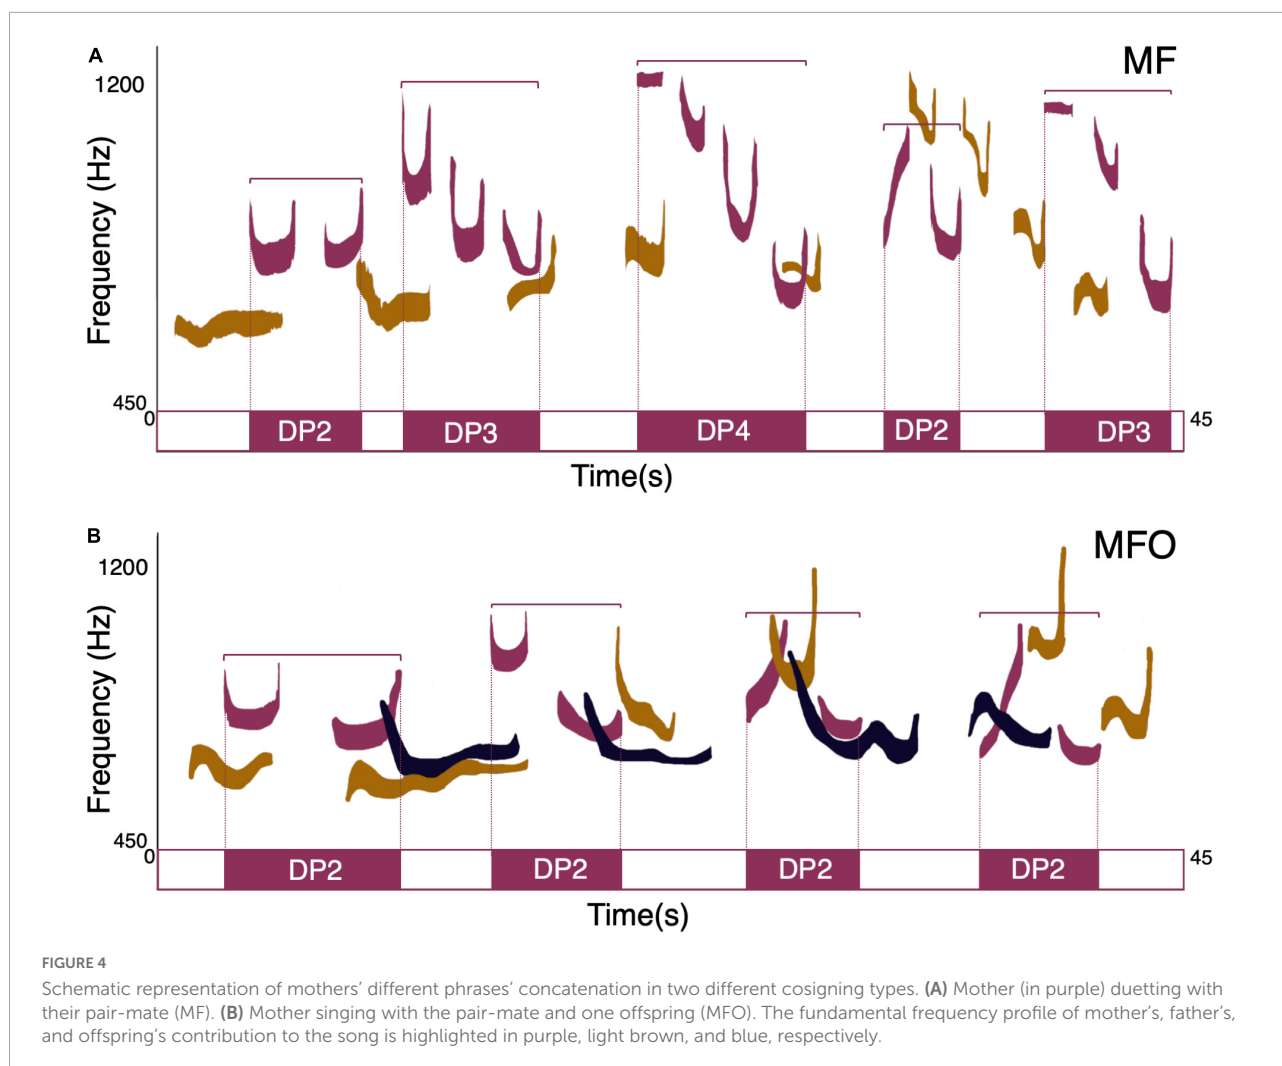 A
MF
1200
Frequency (Hz)
450
0
DP2 DP3 DP4 DP2 DP3
45
Time(s)
B
MFO
1200
Frequency (Hz)
450
0
DP2 DP2 DP2 DP2
45
Time(s)
FIGURE 4
Schematic representation of mothers’ different phrases’ concatenation in two different cosigning types. (A) Mother (in purple) duetting with
their pair-mate (MF). (B) Mother singing with the pair-mate and one offspring (MFO). The fundamental frequency profile of mother’s, father’s,
and offspring’s contribution to the song is highlighted in purple, light brown, and blue, respectively.